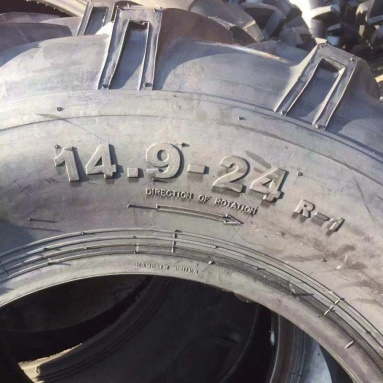 14.9-24
DIRECTION OF ROTATION
R-1
MADE IN CHINA